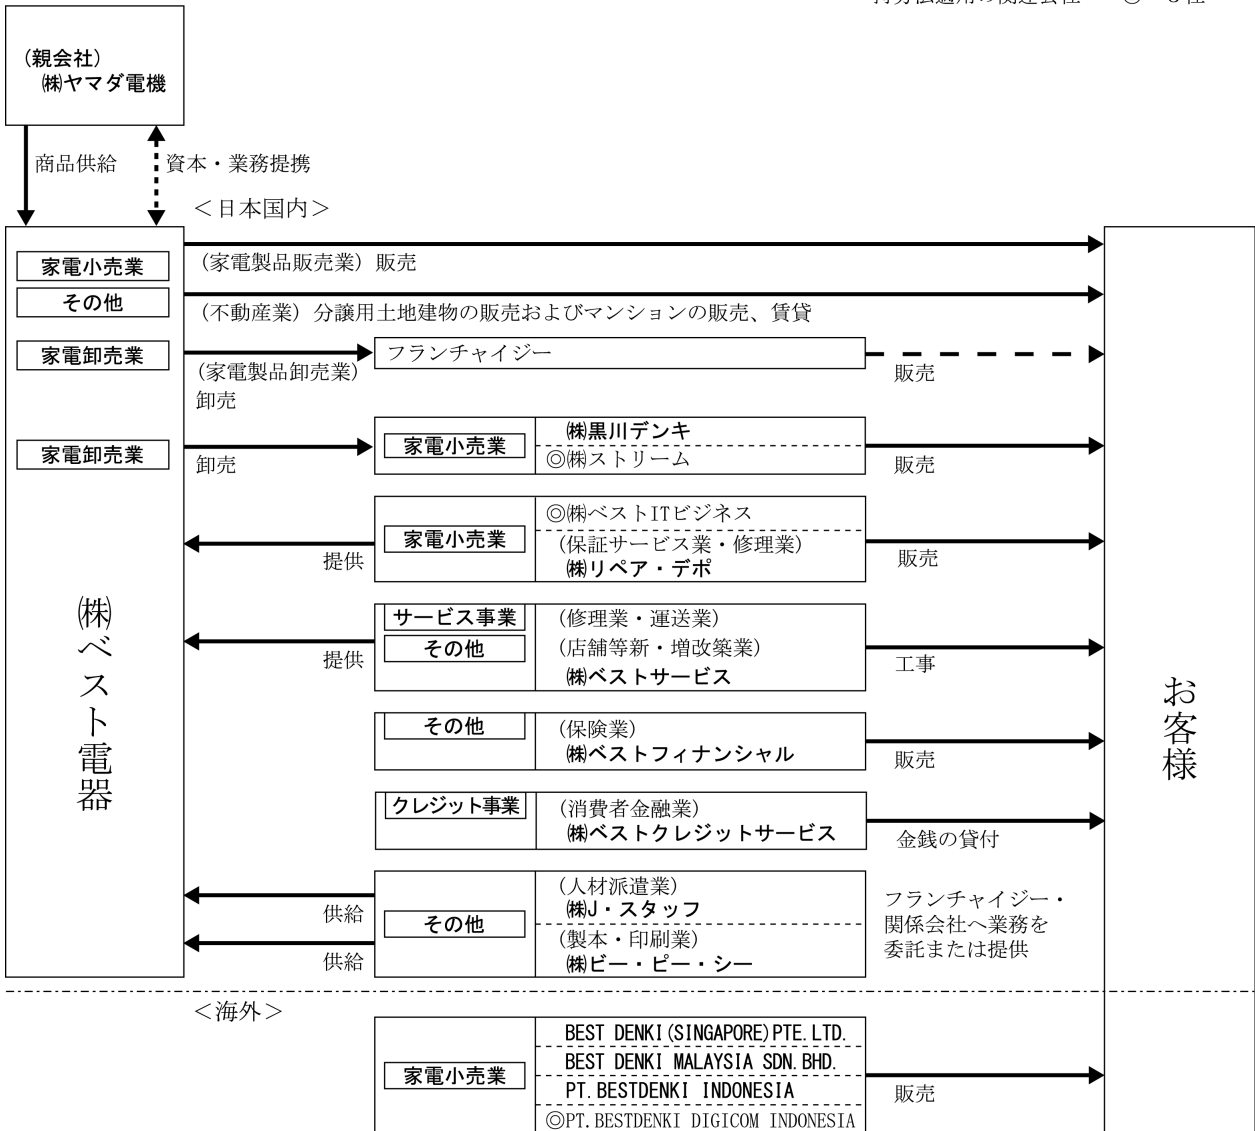 (親会社)
㈱ヤマダ電機
商品供給
資本・業務提携
＜日本国内＞
家電小売業
(家電製品販売業) 販売
その他
(不動産業) 分譲用土地建物の販売およびマンションの販売、賃貸
家電卸売業
フランチャイジー
(家電製品卸売業)
卸売
販売
家電卸売業
卸売
家電小売業
㈱黒川デンキ
◎㈱ストリーム
販売
◎㈱ベストITビジネス
家電小売業
(保証サービス業・修理業)
㈱リペア・デポ
提供
販売
サービス事業
その他
(修理業・運送業)
(店舗等新・増改築業)
㈱ベストサービス
提供
工事
その他
(保険業)
㈱ベストフィナンシャル
販売
クレジット事業
(消費者金融業)
㈱ベストクレジットサービス
金銭の貸付
(人材派遣業)
㈱J・スタッフ
供給
その他
(製本・印刷業)
㈱ビー・ピー・シー
供給
フランチャイジー・
関係会社へ業務を
委託または提供
㈱ベスト電器
お客様
＜海外＞
家電小売業
BEST DENKI(SINGAPORE)PTE.LTD.
BEST DENKI MALAYSIA SDN.BHD.
PT.BESTDENKI INDONESIA
◎PT.BESTDENKI DIGICOM INDONESIA
販売